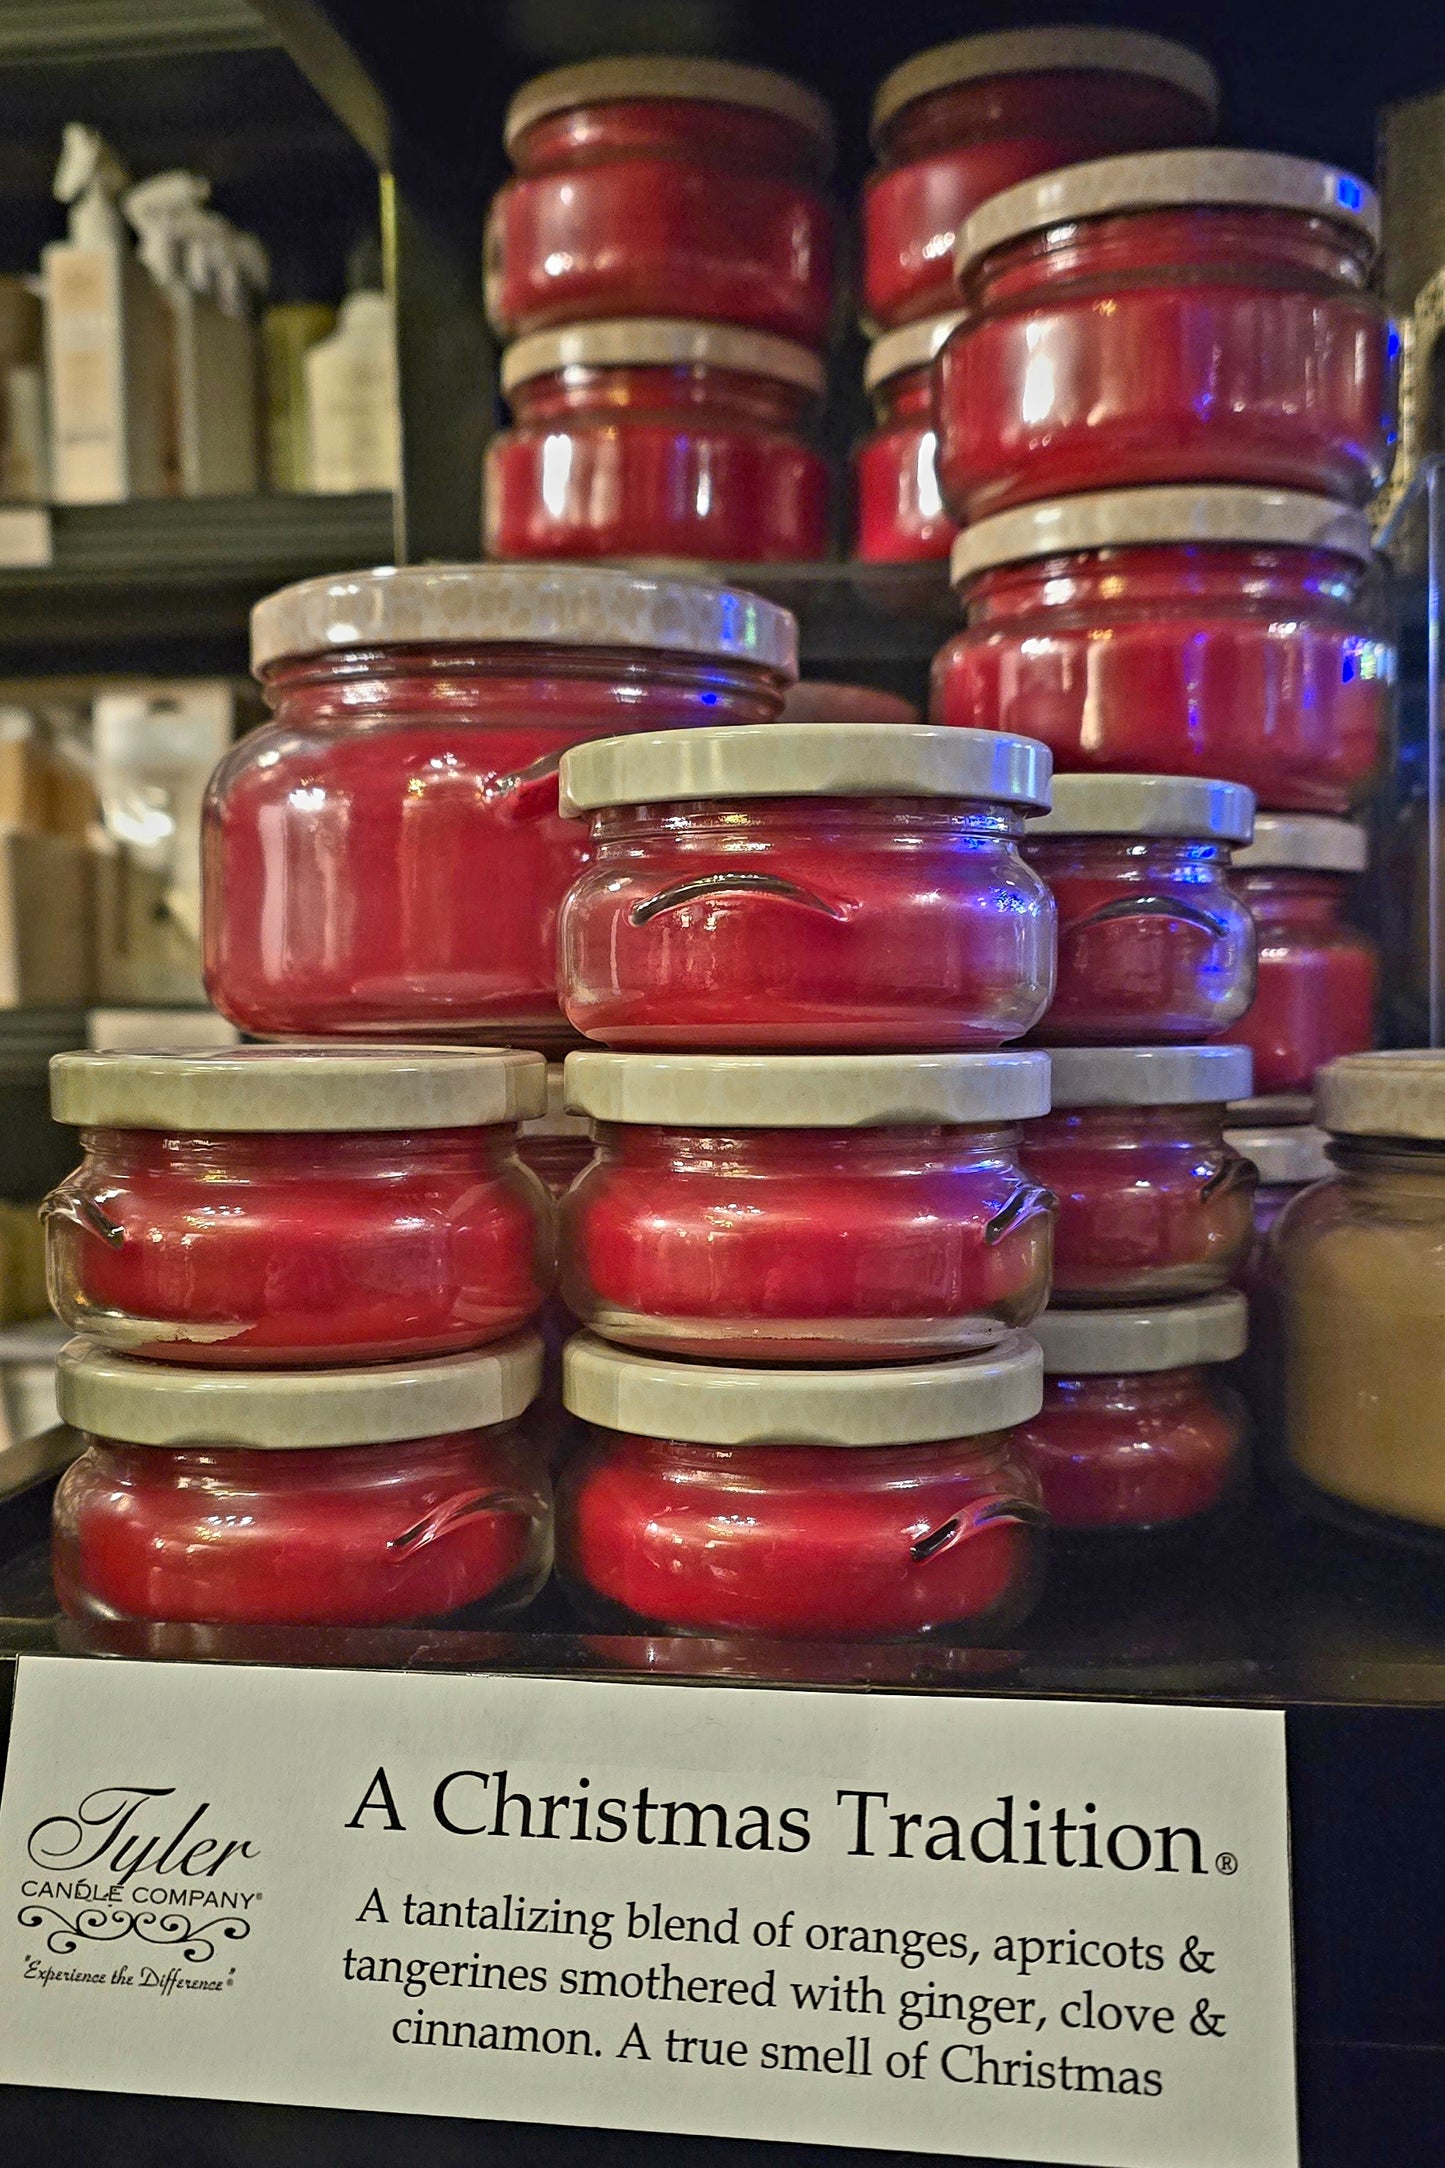 Tyler
CANDLE COMPANY®
"Experience the Difference"®
A Christmas Tradition®
A tantalizing blend of oranges, apricots &
tangerines smothered with ginger, clove &
cinnamon. A true smell of Christmas